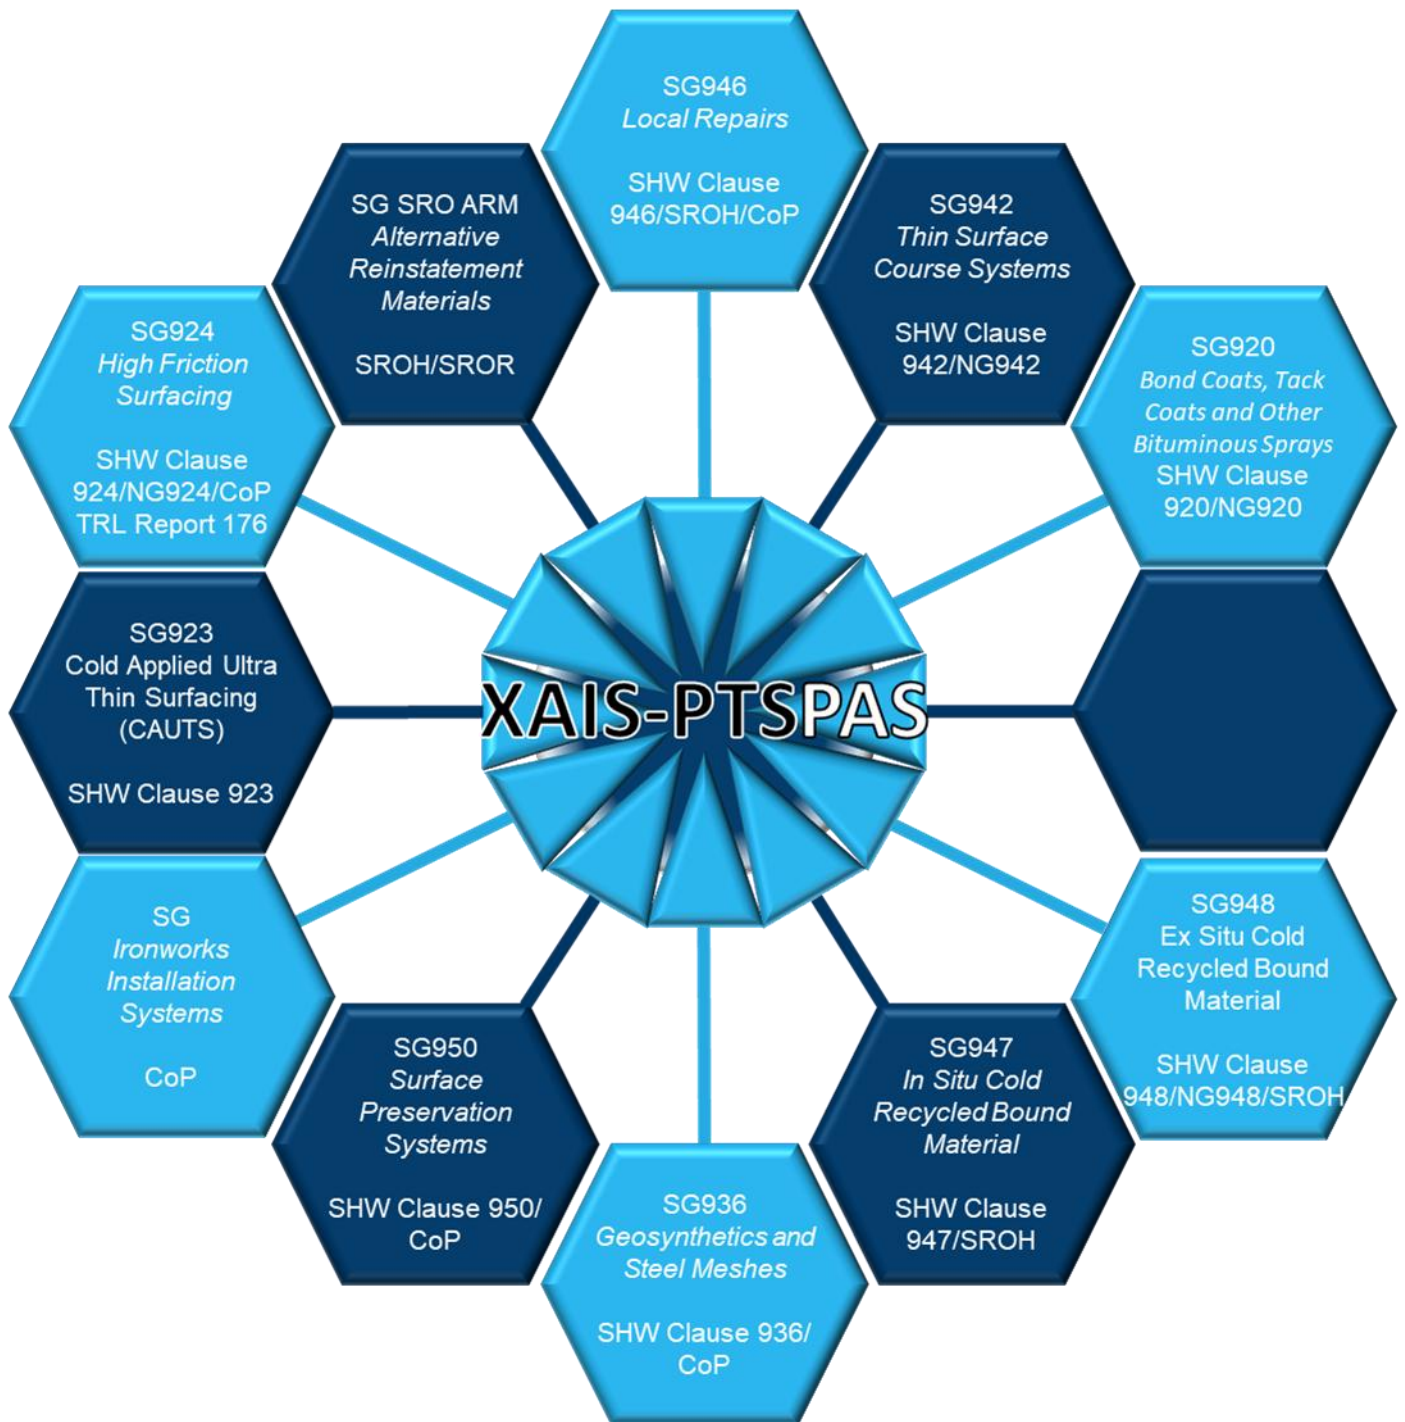 SG946
Local Repairs
SHW Clause
946/SROH/CoP
SG942
Thin Surface
Course Systems
SHW Clause
942/NG942
SG920
Bond Coats, Tack
Coats and Other
Bituminous Sprays
SHW Clause
920/NG920
SG948
Ex Situ Cold
Recycled Bound
Material
SHW Clause
948/NG948/SROH
SG947
In Situ Cold
Recycled Bound
Material
SHW Clause
947/SROH
SG936
Geosynthetics and
Steel Meshes
SHW Clause 936/
CoP
SG950
Surface
Preservation
Systems
SHW Clause 950/
CoP
SG
Ironworks
Installation
Systems
CoP
SG923
Cold Applied Ultra
Thin Surfacing
(CAUTS)
SHW Clause 923
SG924
High Friction
Surfacing
SHW Clause
924/NG924/CoP
TRL Report 176
SG SRO ARM
Alternative
Reinstatement
Materials
SROH/SROR
XAIS-PTSPAS